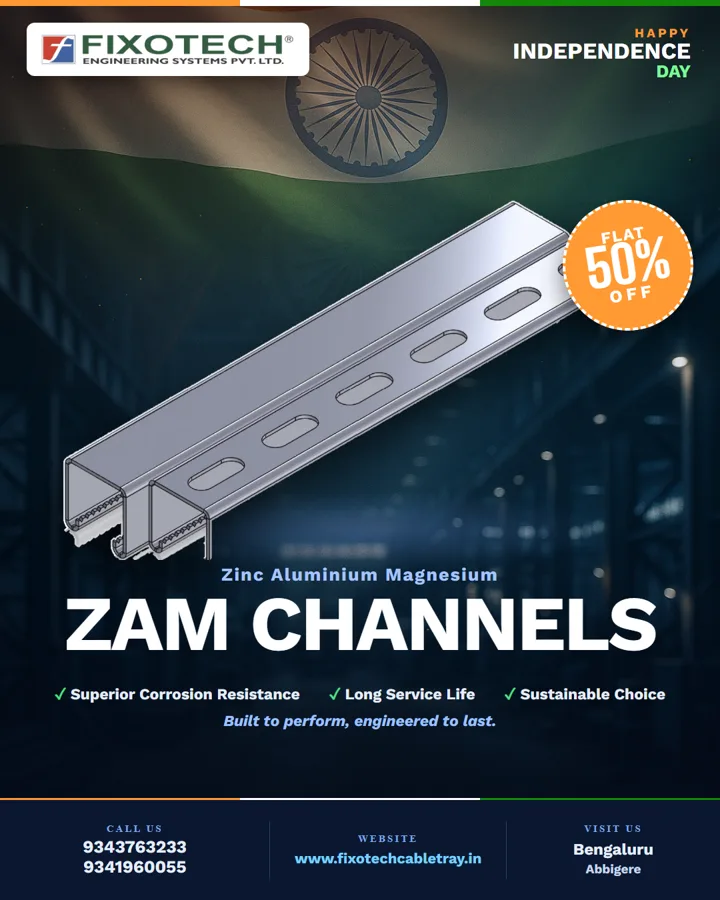 FIXOTECH®
ENGINEERING SYSTEMS PVT. LTD.
HAPPY
INDEPENDENCE
DAY
FLAT
50%
OFF
Zinc Aluminium Magnesium
ZAM CHANNELS
✓ Superior Corrosion Resistance ✓ Long Service Life ✓ Sustainable Choice
Built to perform, engineered to last.
CALL US
9343763233
9341960055
WEBSITE
www.fixotechcabletray.in
VISIT US
Bengaluru
Abbigere